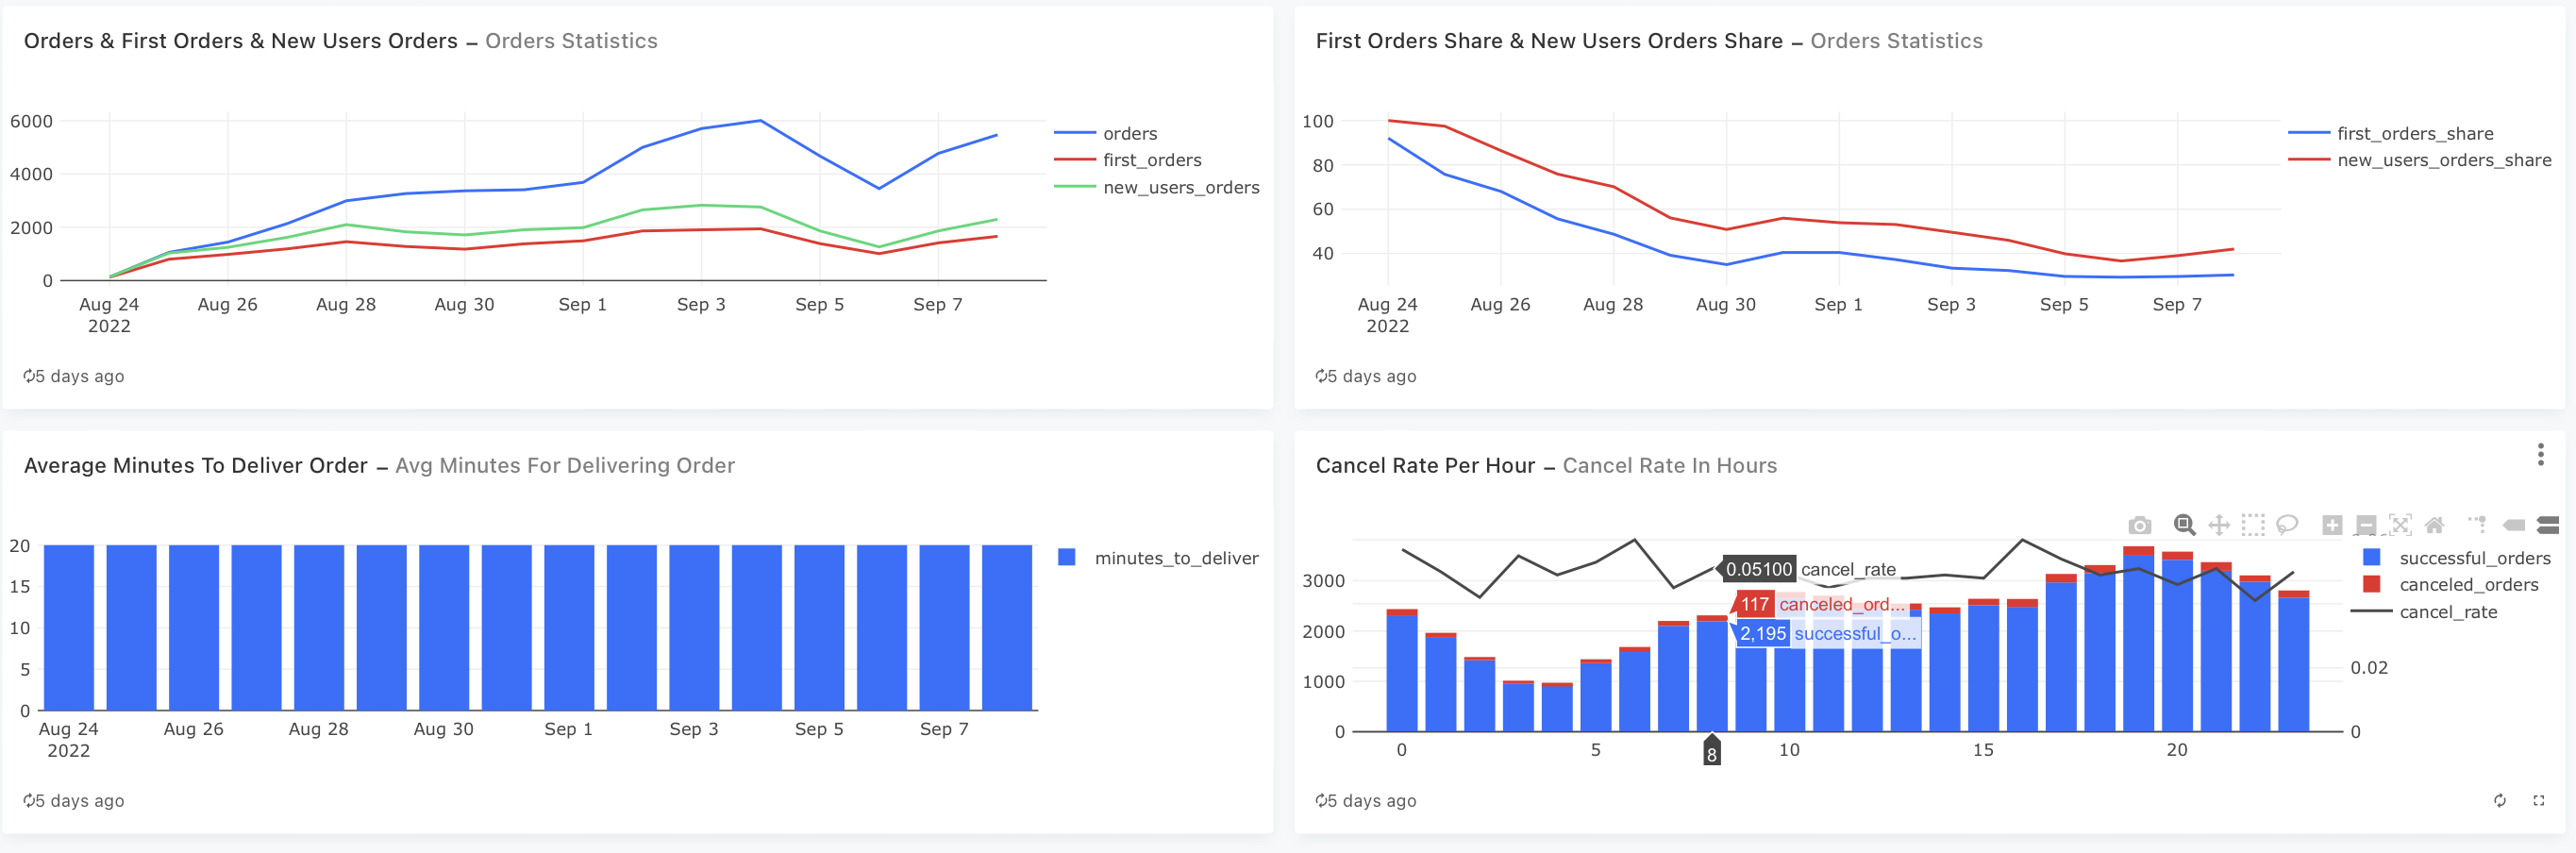 Orders & First Orders & New Users Orders – Orders Statistics
6000
4000
2000
0
Aug 24 Aug 26 Aug 28 Aug 30 Sep 1 Sep 3 Sep 5 Sep 7
2022
orders
first_orders
new_users_orders
5 days ago
First Orders Share & New Users Orders Share – Orders Statistics
100
80
60
40
Aug 24 Aug 26 Aug 28 Aug 30 Sep 1 Sep 3 Sep 5 Sep 7
2022
first_orders_share
new_users_orders_share
5 days ago
Average Minutes To Deliver Order – Avg Minutes For Delivering Order
20
15
10
5
0
Aug 24 Aug 26 Aug 28 Aug 30 Sep 1 Sep 3 Sep 5 Sep 7
2022
minutes_to_deliver
5 days ago
Cancel Rate Per Hour – Cancel Rate In Hours
3000
2000
1000
0
0.05100 cancel_rate
117 canceled_ord...
2,195 successful_o...
0 5 8 10 15 20
0.02
0
successful_orders
canceled_orders
cancel_rate
5 days ago